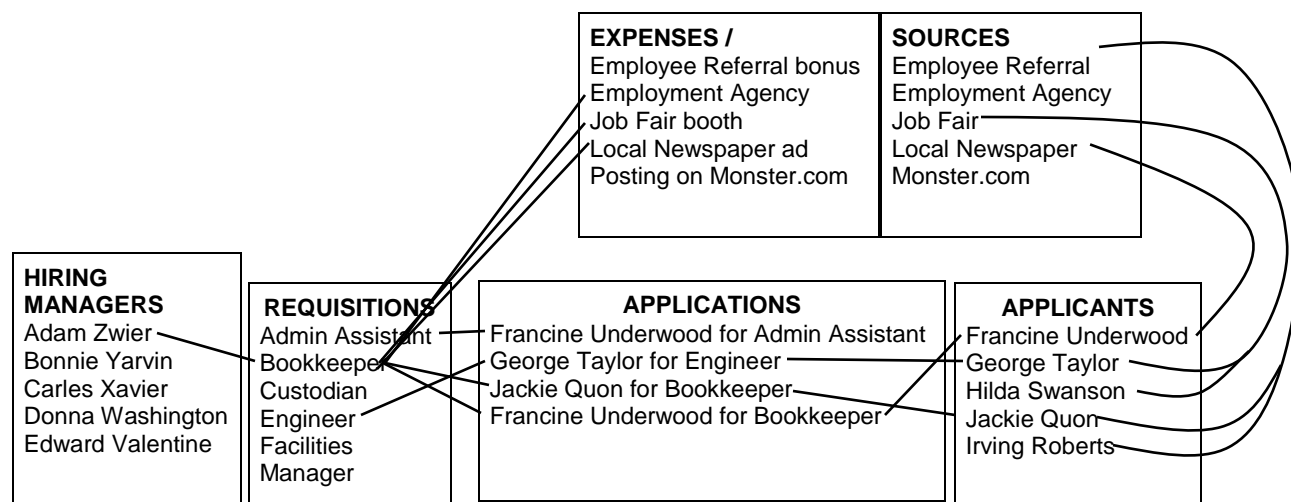 EXPENSES /
Employee Referral bonus
Employment Agency
Job Fair booth
Local Newspaper ad
Posting on Monster.com
SOURCES
Employee Referral
Employment Agency
Job Fair
Local Newspaper
Monster.com
HIRING
MANAGERS
Adam Zwier
Bonnie Yarvin
Carles Xavier
Donna Washington
Edward Valentine
REQUISITIONS
Admin Assistant
Bookkeeper
Custodian
Engineer
Facilities
Manager
APPLICATIONS
Francine Underwood for Admin Assistant
George Taylor for Engineer
Jackie Quon for Bookkeeper
Francine Underwood for Bookkeeper
APPLICANTS
Francine Underwood
George Taylor
Hilda Swanson
Jackie Quon
Irving Roberts